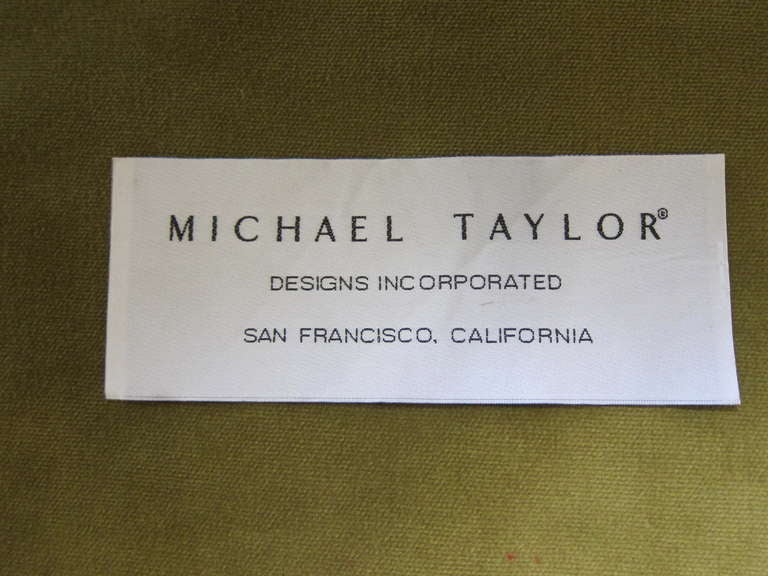 MICHAEL TAYLOR®
DESIGNS INCORPORATED
SAN FRANCISCO, CALIFORNIA